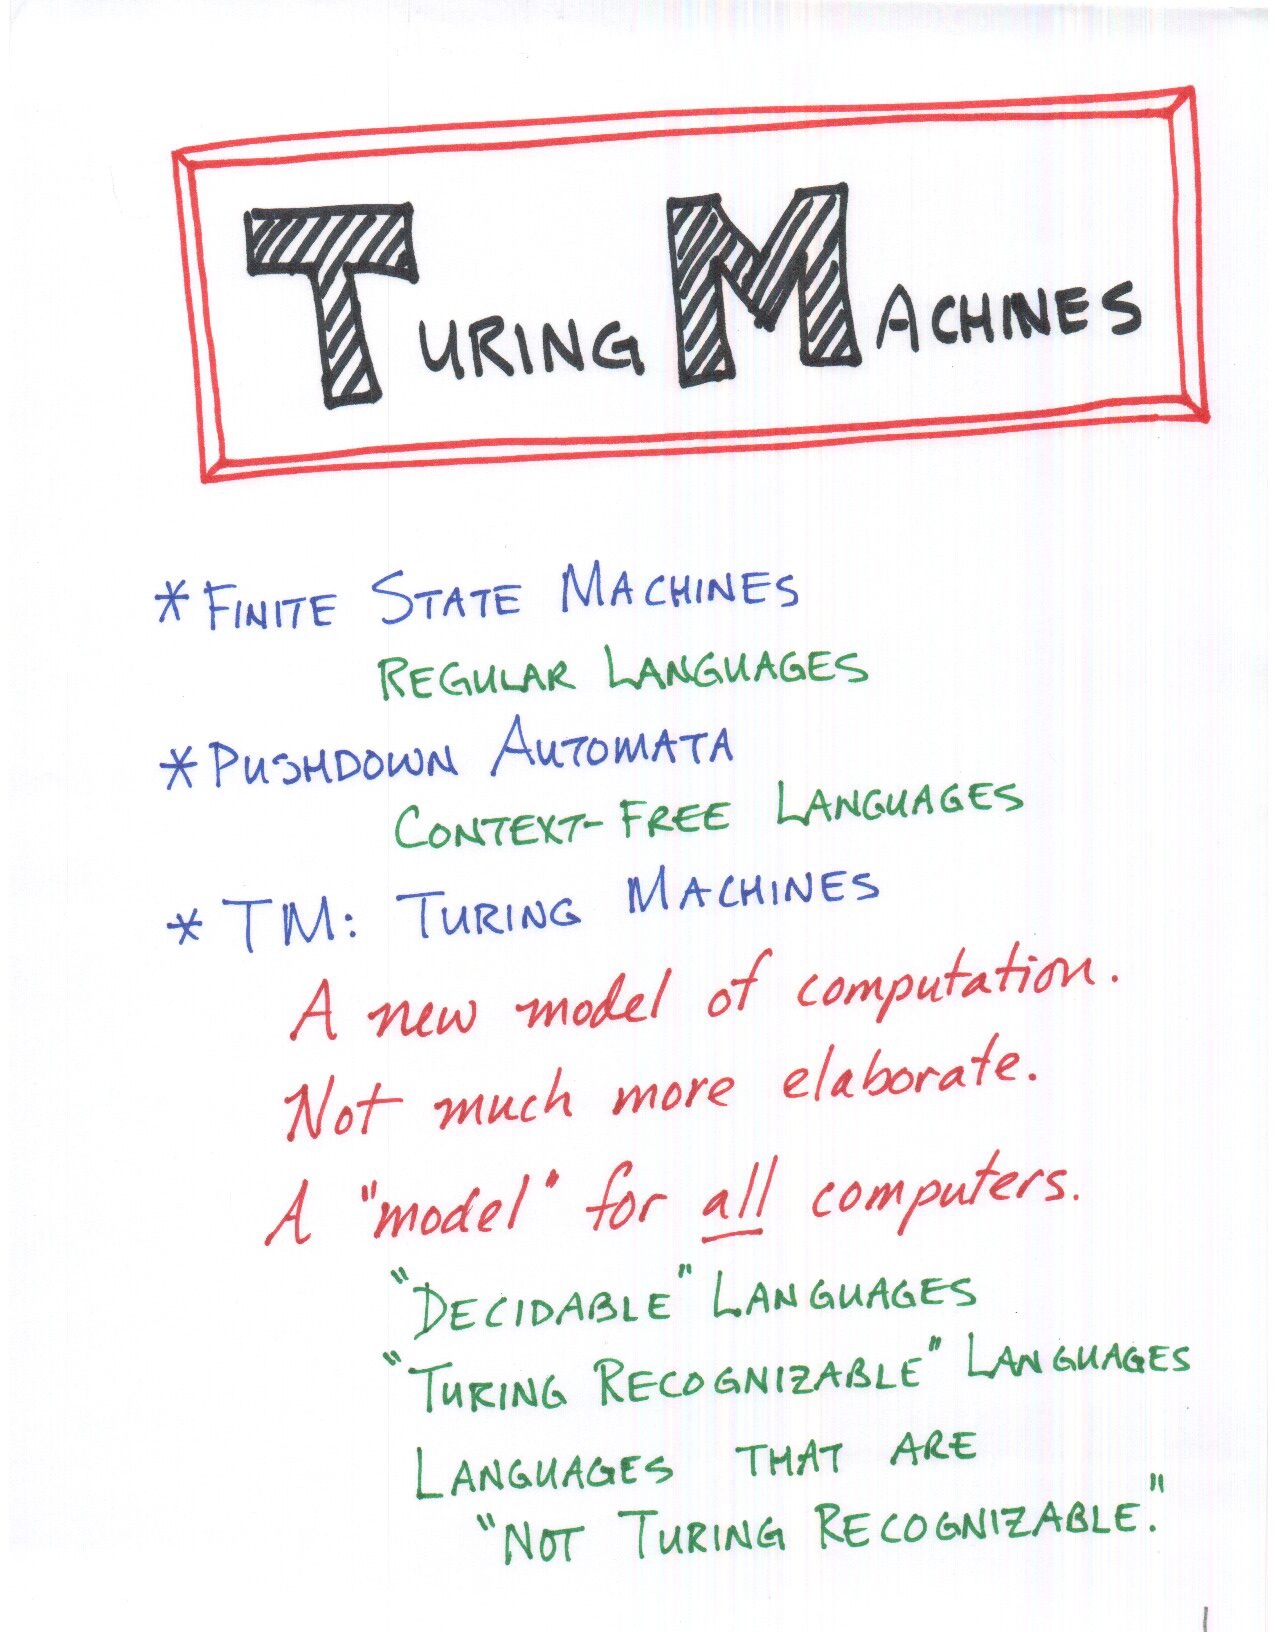 TURING MACHINES
* FINITE STATE MACHINES
REGULAR LANGUAGES
* PUSHDOWN AUTOMATA
CONTEXT-FREE LANGUAGES
* TM: TURING MACHINES
A new model of computation.
Not much more elaborate.
A "model" for all computers.
"DECIDABLE" LANGUAGES
"TURING RECOGNIZABLE" LANGUAGES
LANGUAGES THAT ARE
"NOT TURING RECOGNIZABLE."
1